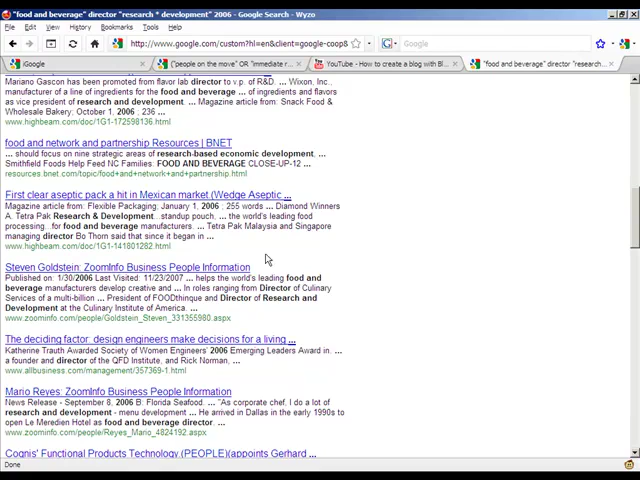 "food and beverage" director "research * development" 2006 - Google Search - Wyzo
File Edit View History Bookmarks Tools Help
http://www.google.com/custom?hl=en&client=google-coop&
Google
iGoogle
("people on the move" OR "immediate r...
YouTube - How to create a blog with Bl...
"food and beverage" director "research...
Mariano Gascon has been promoted from flavor lab director to v.p. of R&D. ... Wixon, Inc.,
manufacturer of a line of ingredients for the food and beverage ... of ingredients and flavors
as vice president of research and development. ... Magazine article from: Snack Food &
Wholesale Bakery; October 1, 2006 ; 236 ...
www.highbeam.com/doc/1G1-172598136.html
food and network and partnership Resources | BNET
... should focus on nine strategic areas of research-based economic development. ...
Smithfield Foods Help Feed NC Families. FOOD AND BEVERAGE CLOSE-UP-12 ...
resources.bnet.com/topic/food+and+network+and+partnership.html
First clear aseptic pack a hit in Mexican market (Wedge Aseptic ...
Magazine article from: Flexible Packaging; January 1, 2006 ; 255 words ... Diamond Winners
A. Tetra Pak Research & Development...standup pouch, ... the world's leading food
processing...for food and beverage manufacturers. ... Tetra Pak Malaysia and Singapore
managing director Bo Thorn said that since it began in ...
www.highbeam.com/doc/1G1-141801282.html
Steven Goldstein: ZoomInfo Business People Information
Published on: 1/30/2006 Last Visited: 11/23/2007 ... helps the world's leading food and
beverage manufacturers develop creative and ... In roles ranging from Director of Culinary
Services of a multi-billion ... President of FOODthinque and Director of Research and
Development at the Culinary Institute of America. ...
www.zoominfo.com/people/Goldstein_Steven_331355980.aspx
The deciding factor: design engineers make decisions for a living ...
Katherine Trauth Awarded Society of Women Engineers' 2006 Emerging Leaders Award in. ...
a founder and director of the QFD Institute, and Rick Norman, ...
www.allbusiness.com/management/357369-1.html
Mario Reyes: ZoomInfo Business People Information
News Release - September 8, 2006 B: Florida Seafood. ... "As corporate chef, I do a lot of
research and development - menu development ... He arrived in Dallas in the early 1990s to
open Le Meredien Hotel as food and beverage director. ...
www.zoominfo.com/people/Reyes_Mario_4824192.aspx
Cognis' Functional Products Technology.(PEOPLE)(appoints Gerhard ...
Done